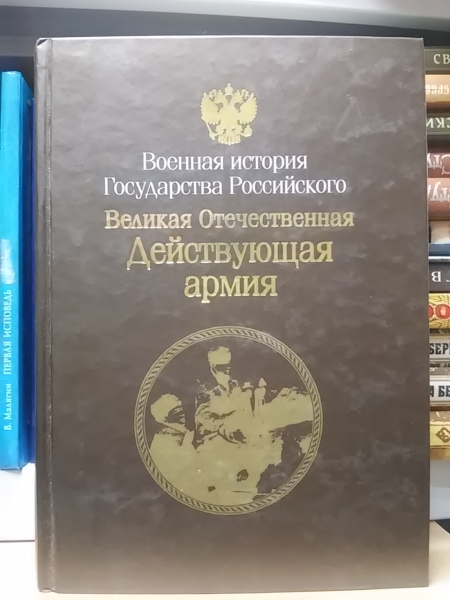 Военная история
Государства Российского
Великая Отечественная
Действующая
армия
В. Малягин ПЕРВАЯ ИСПОВЕДЬ